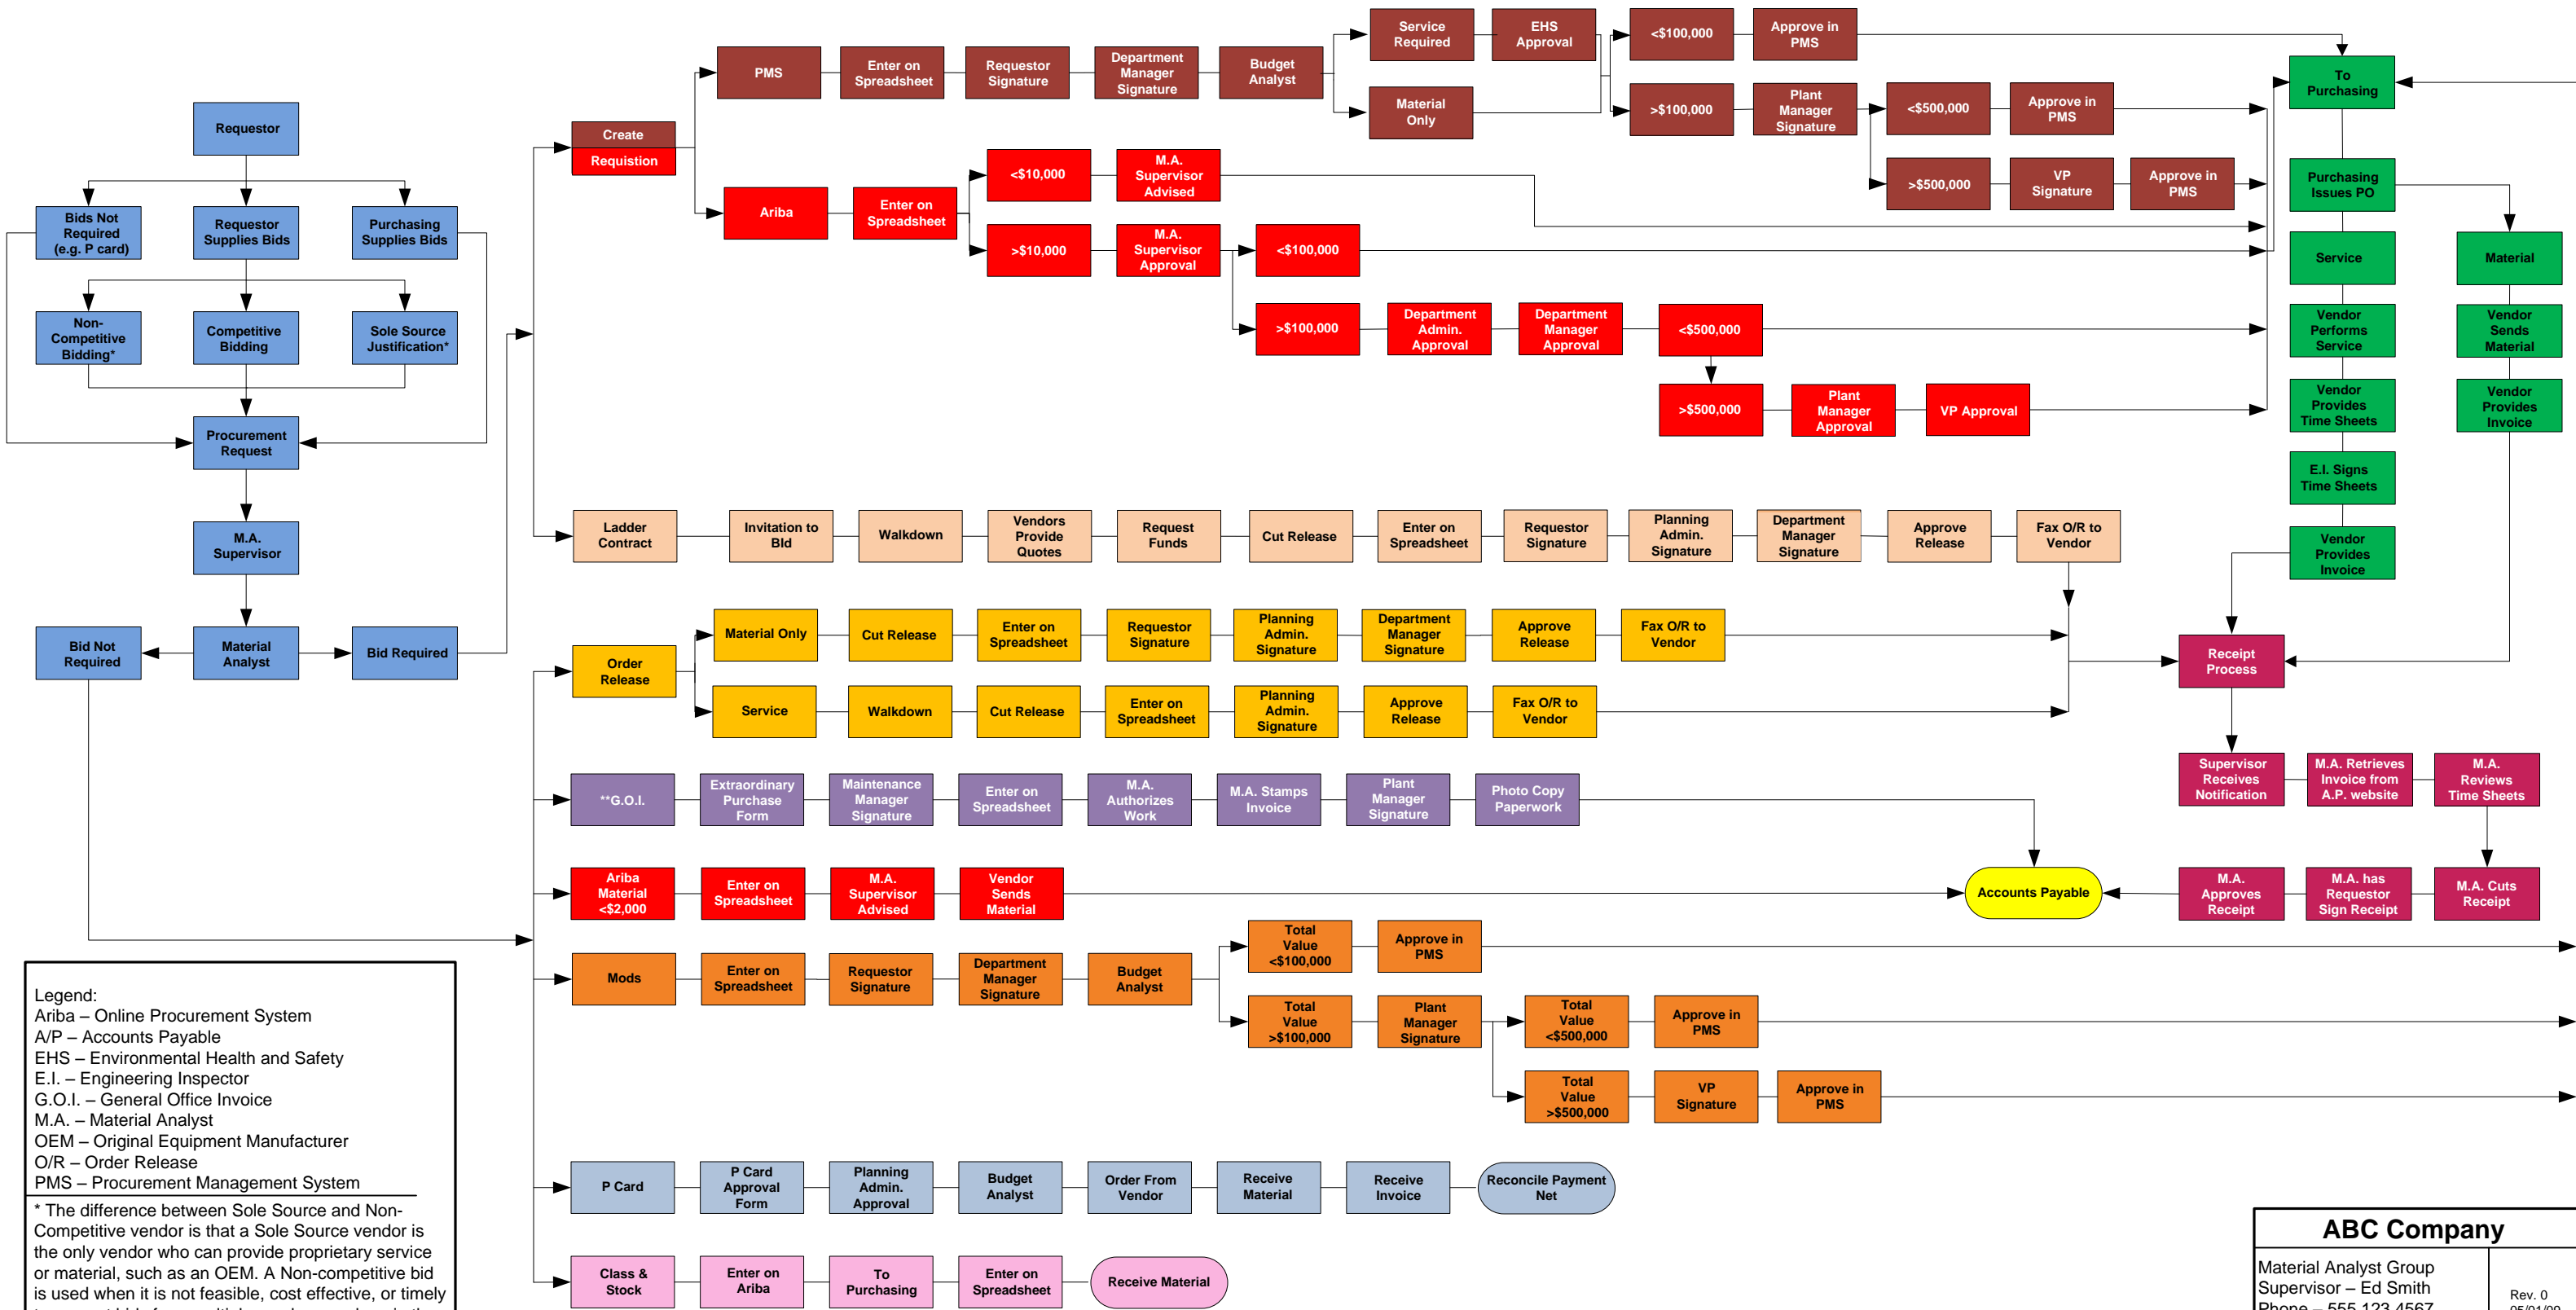 Requestor
Bids Not
Required
(e.g. P card)
Requestor
Supplies Bids
Purchasing
Supplies Bids
Non-
Competitive
Bidding*
Competitive
Bidding
Sole Source
Justification*
Procurement
Request
M.A.
Supervisor
Bid Not
Required
Material
Analyst
Bid Required
Create
Requistion
PMS
Enter on
Spreadsheet
Requestor
Signature
Department
Manager
Signature
Budget
Analyst
Service
Required
EHS
Approval
Material
Only
<$100,000
Approve in
PMS
>$100,000
Plant
Manager
Signature
<$500,000
Approve in
PMS
>$500,000
VP
Signature
Approve in
PMS
Ariba
Enter on
Spreadsheet
<$10,000
M.A.
Supervisor
Advised
>$10,000
M.A.
Supervisor
Approval
<$100,000
>$100,000
Department
Admin.
Approval
Department
Manager
Approval
<$500,000
>$500,000
Plant
Manager
Approval
VP Approval
Ladder
Contract
Invitation to
BId
Walkdown
Vendors
Provide
Quotes
Request
Funds
Cut Release
Enter on
Spreadsheet
Requestor
Signature
Planning
Admin.
Signature
Department
Manager
Signature
Approve
Release
Fax O/R to
Vendor
Order
Release
Material Only
Cut Release
Enter on
Spreadsheet
Requestor
Signature
Planning
Admin.
Signature
Department
Manager
Signature
Approve
Release
Fax O/R to
Vendor
Service
Walkdown
Cut Release
Enter on
Spreadsheet
Planning
Admin.
Signature
Approve
Release
Fax O/R to
Vendor
**G.O.I.
Extraordinary
Purchase
Form
Maintenance
Manager
Signature
Enter on
Spreadsheet
M.A.
Authorizes
Work
M.A. Stamps
Invoice
Plant
Manager
Signature
Photo Copy
Paperwork
Ariba
Material
<$2,000
Enter on
Spreadsheet
M.A.
Supervisor
Advised
Vendor
Sends
Material
Accounts Payable
Mods
Enter on
Spreadsheet
Requestor
Signature
Department
Manager
Signature
Budget
Analyst
Total
Value
<$100,000
Approve in
PMS
Total
Value
>$100,000
Plant
Manager
Signature
Total
Value
<$500,000
Approve in
PMS
Total
Value
>$500,000
VP
Signature
Approve in
PMS
P Card
P Card
Approval
Form
Planning
Admin.
Approval
Budget
Analyst
Order From
Vendor
Receive
Material
Receive
Invoice
Reconcile Payment
Net
Class &
Stock
Enter on
Ariba
To
Purchasing
Enter on
Spreadsheet
Receive Material
To
Purchasing
Purchasing
Issues PO
Service
Vendor
Performs
Service
Vendor
Provides
Time Sheets
E.I. Signs
Time Sheets
Vendor
Provides
Invoice
Material
Vendor
Sends
Material
Vendor
Provides
Invoice
Receipt
Process
Supervisor
Receives
Notification
M.A. Retrieves
Invoice from
A.P. website
M.A.
Reviews
Time Sheets
M.A.
Approves
Receipt
M.A. has
Requestor
Sign Receipt
M.A. Cuts
Receipt
Legend:
Ariba – Online Procurement System
A/P – Accounts Payable
EHS – Environmental Health and Safety
E.I. – Engineering Inspector
G.O.I. – General Office Invoice
M.A. – Material Analyst
OEM – Original Equipment Manufacturer
O/R – Order Release
PMS – Procurement Management System
* The difference between Sole Source and Non-
Competitive vendor is that a Sole Source vendor is
the only vendor who can provide proprietary service
or material, such as an OEM. A Non-competitive bid
is used when it is not feasible, cost effective, or timely
ABC Company
Material Analyst Group
Supervisor – Ed Smith
Phone – 555.123.4567
Rev. 0